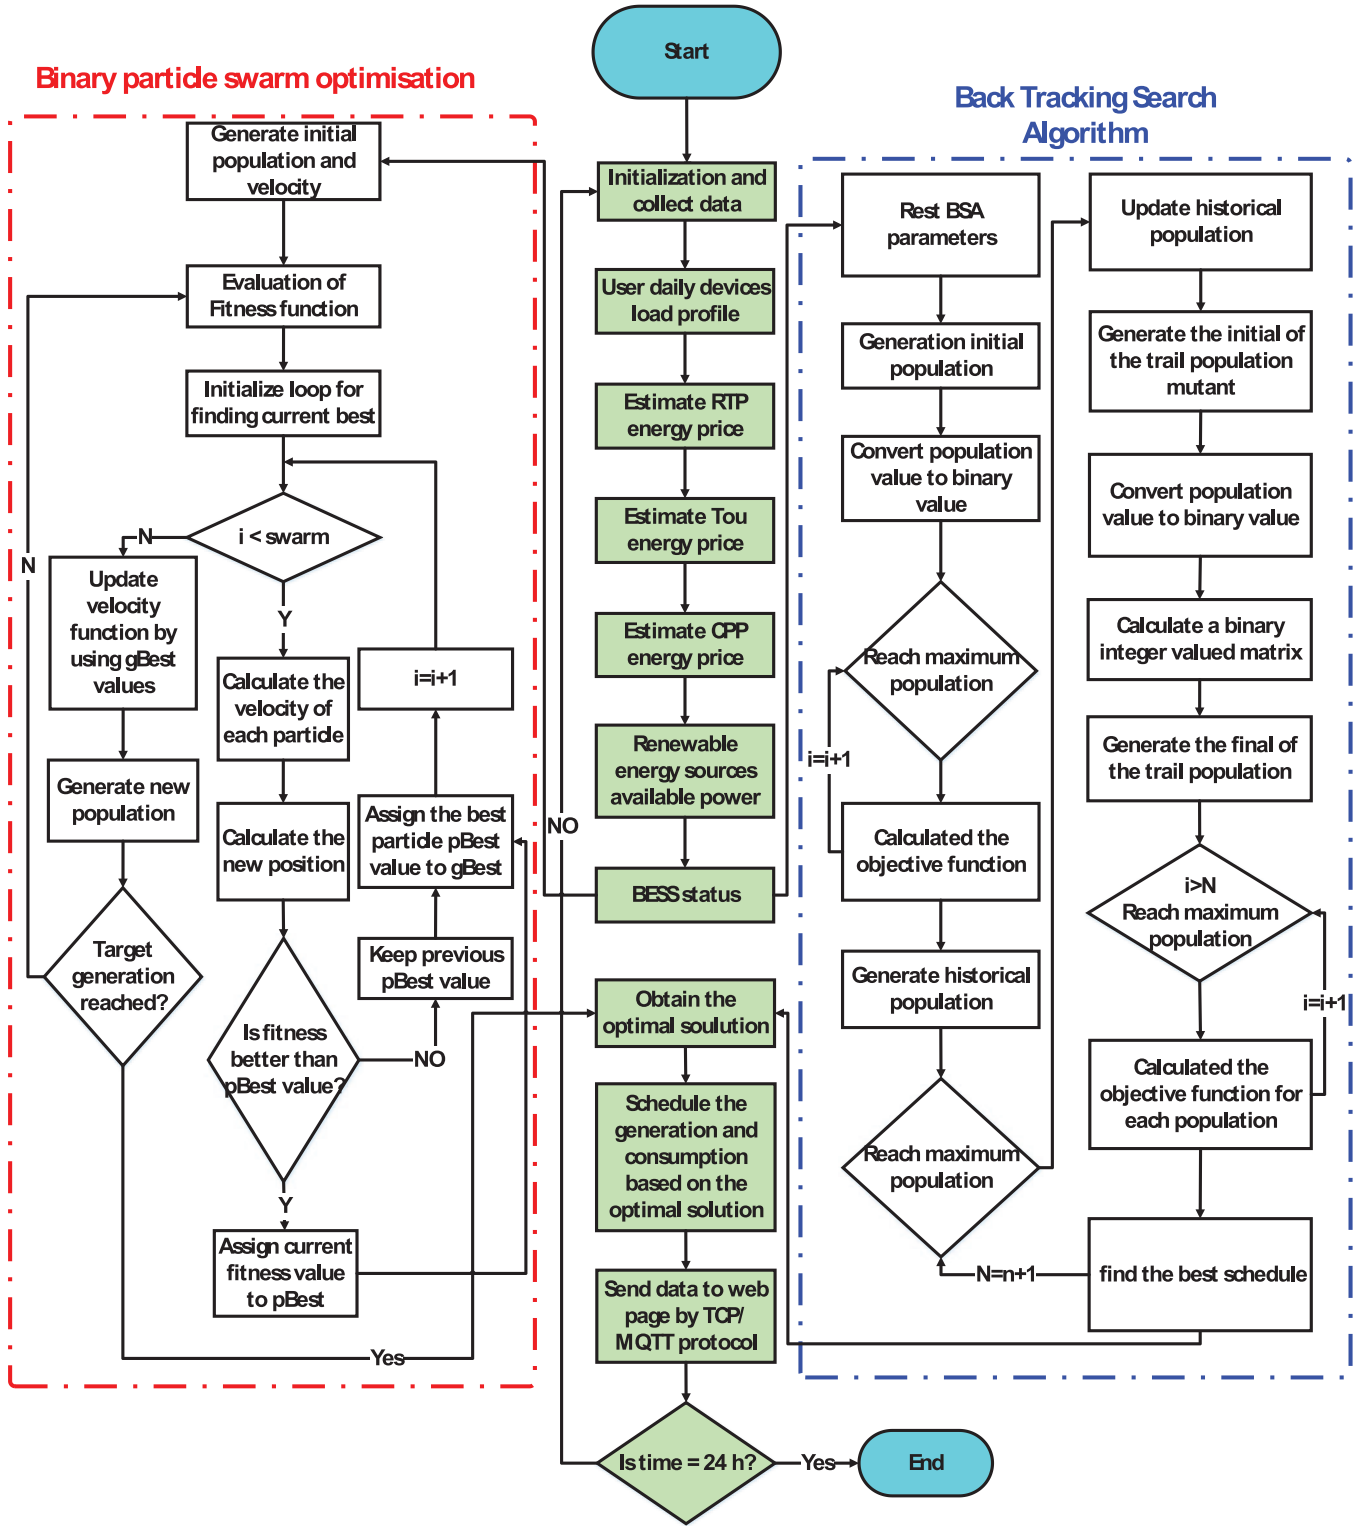 Start
Binary particle swarm optimisation
Back Tracking Search
Algorithm
Generate initial
population and
velocity
Evaluation of
Fitness function
Initialize loop for
finding current best
i < swarm
N
Y
N
Update
velocity
function by
using gBest
values
Generate new
population
Target
generation
reached?
Calculate the
velocity of
each particle
Calculate the
new position
Is fitness
better than
pBest value?
NO
Y
Assign current
fitness value
to pBest
i=i+1
Assign the best
particle pBest
value to gBest
Keep previous
pBest value
Yes
Initialization and
collect data
User daily devices
load profile
Estimate RTP
energy price
Estimate Tou
energy price
Estimate CPP
energy price
Renewable
energy sources
available power
BESS status
NO
Obtain the
optimal soulution
Schedule the
generation and
consumption
based on the
optimal solution
Send data to web
page by TCP/
MQTT protocol
Is time = 24 h?
Yes
End
Rest BSA
parameters
Generation initial
population
Convert population
value to binary
value
Reach maximum
population
i=i+1
Calculated the
objective function
Generate historical
population
Reach maximum
population
N=n+1
Update historical
population
Generate the initial of
the trail population
mutant
Convert population
value to binary value
Calculate a binary
integer valued matrix
Generate the final of
the trail population
i>N
Reach maximum
population
i=i+1
Calculated the
objective function for
each population
find the best schedule